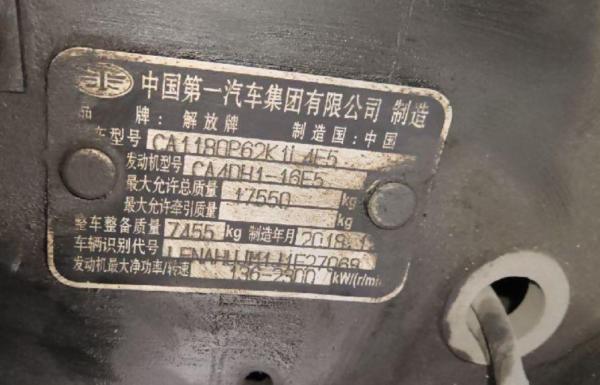 中国第一汽车集团有限公司 制造
品 牌: 解放牌 制造国: 中国
车型号 CA1180P62K1L4E5
发动机型号 CA4DH1-16E5
最大允许总质量 17550 kg
最大允许牵引质量 kg
整车整备质量 7455 kg 制造年月 2018
车辆识别代号
发动机最大净功率/转速 136-2300 kW/(r/min